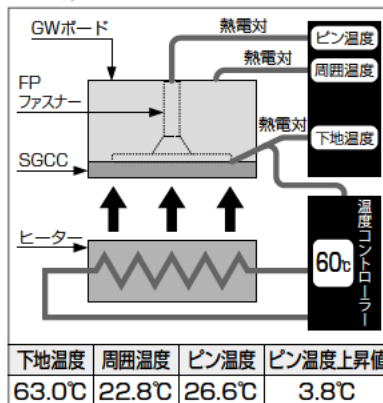 GWボード
熱電対
ピン温度
熱電対
周囲温度
FP
ファスナー
熱電対
下地温度
SGCC
ヒーター
60℃
温度コントローラー
下地温度 周囲温度 ピン温度 ピン温度上昇値
63.0℃ 22.8℃ 26.6℃ 3.8℃